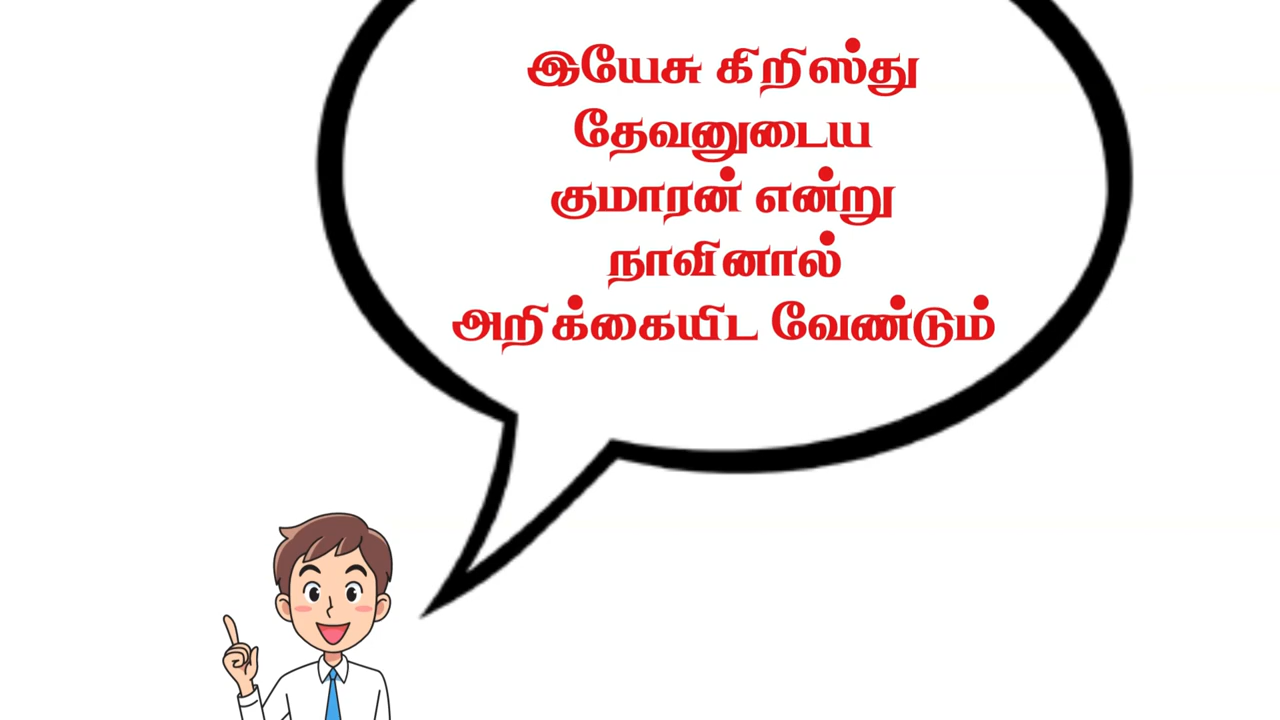 இயேசு கிறிஸ்து
தேவனுடைய
குமாரன் என்று
நாவினால்
அறிக்கையிட வேண்டும்